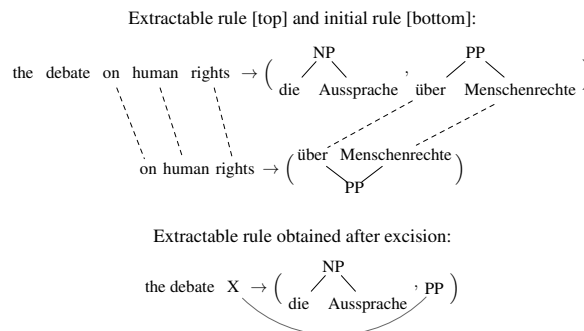 Extractable rule [top] and initial rule [bottom]:
NP PP
the debate on human rights → ( , 
die Aussprache über Menschenrechte
über Menschenrechte
on human rights → ( )
PP
Extractable rule obtained after excision:
NP
the debate X → ( , PP )
die Aussprache